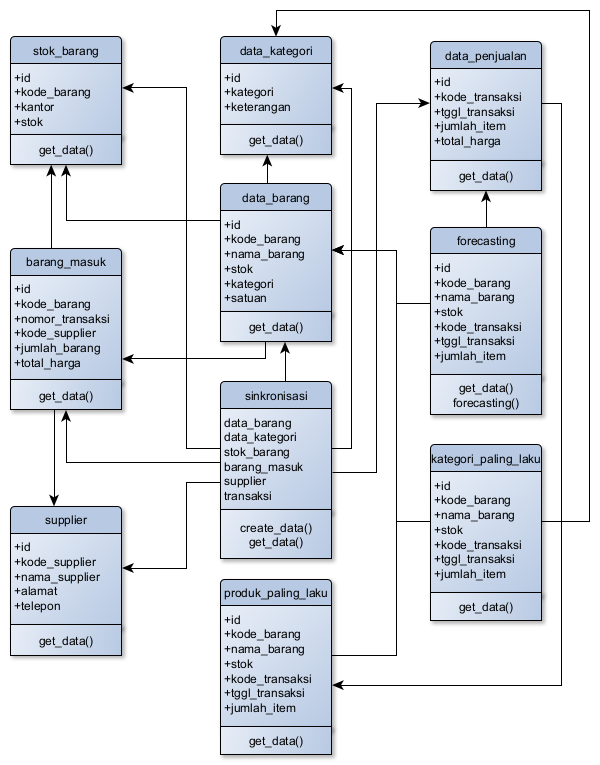 stok_barang
+id
+kode_barang
+kantor
+stok
get_data()
data_kategori
+id
+kategori
+keterangan
get_data()
data_penjualan
+id
+kode_transaksi
+tggl_transaksi
+jumlah_item
+total_harga
get_data()
barang_masuk
+id
+kode_barang
+nomor_transaksi
+kode_supplier
+jumlah_barang
+total_harga
get_data()
data_barang
+id
+kode_barang
+nama_barang
+stok
+kategori
+satuan
get_data()
forecasting
+id
+kode_barang
+nama_barang
+stok
+kode_transaksi
+tggl_transaksi
+jumlah_item
get_data()
forecasting()
sinkronisasi
data_barang
data_kategori
stok_barang
barang_masuk
supplier
transaksi
create_data()
get_data()
kategori_paling_laku
+id
+kode_barang
+nama_barang
+stok
+kode_transaksi
+tggl_transaksi
+jumlah_item
get_data()
supplier
+id
+kode_supplier
+nama_supplier
+alamat
+telepon
get_data()
produk_paling_laku
+id
+kode_barang
+nama_barang
+stok
+kode_transaksi
+tggl_transaksi
+jumlah_item
get_data()